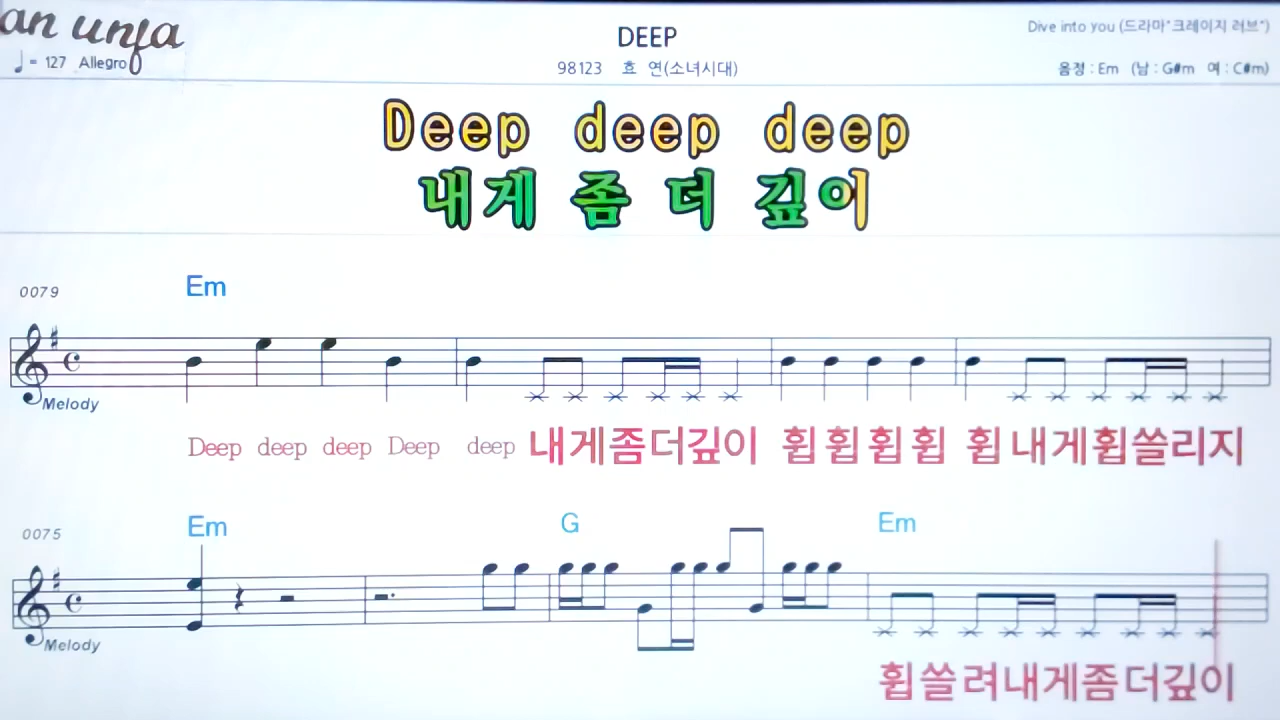 an unja
DEEP
Dive into you (드라마"크레이지 러브")
♩= 127 Allegro
98123 효 연(소녀시대)
음정 : Em (남 : G#m 여 : C#m)
Deep deep deep
내게 좀 더 깊이
0079
Em
Melody
Deep deep deep Deep deep 내게좀더깊이 휩휩휩휩 휩내게휩쓸리지
0075
Em G Em
Melody
휩쓸려내게좀더깊이